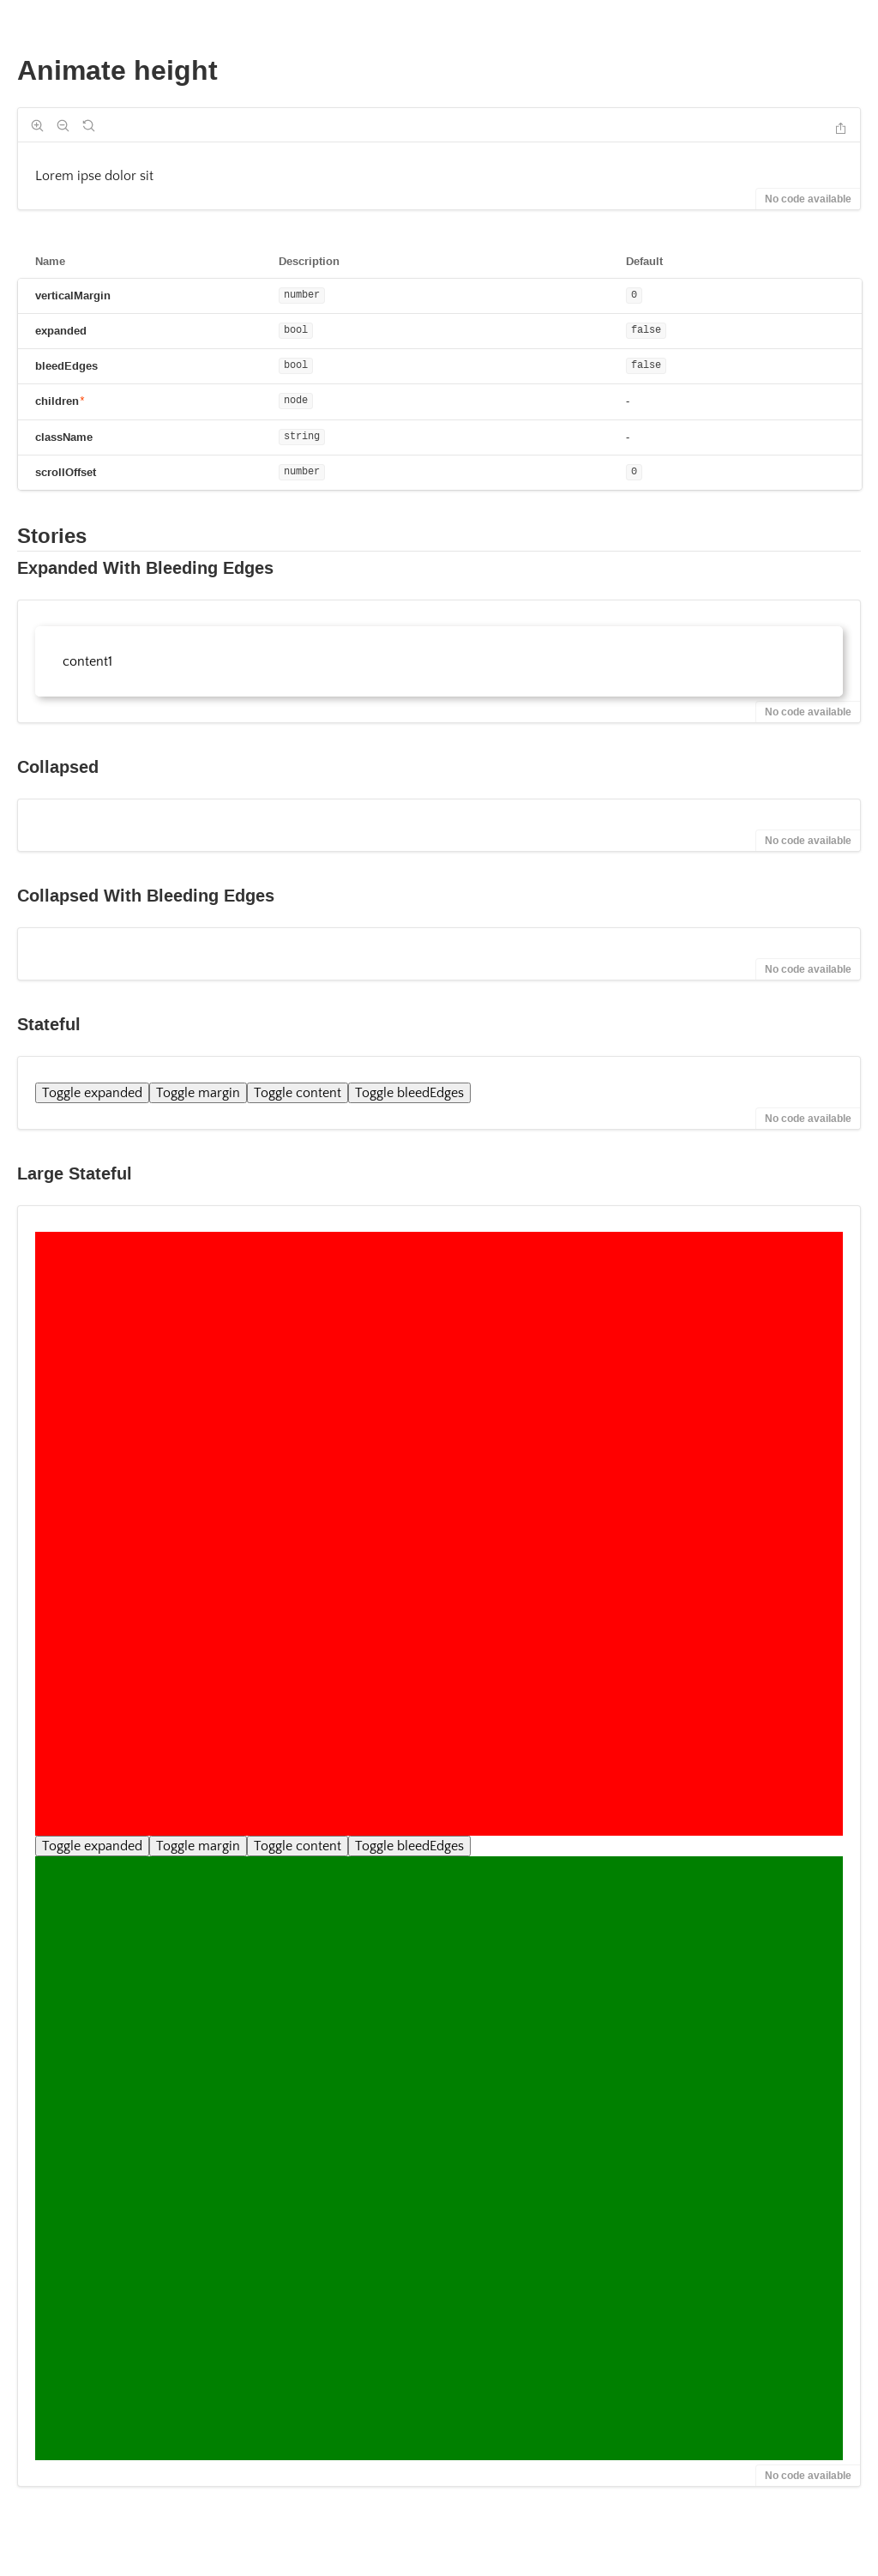 Animate height
Lorem ipse dolor sit
No code available
Name Description Default
verticalMargin number 0
expanded bool false
bleedEdges bool false
children* node -
className string -
scrollOffset number 0
Stories
Expanded With Bleeding Edges
content1
No code available
Collapsed
No code available
Collapsed With Bleeding Edges
No code available
Stateful
Toggle expanded Toggle margin Toggle content Toggle bleedEdges
No code available
Large Stateful
Toggle expanded Toggle margin Toggle content Toggle bleedEdges
No code available